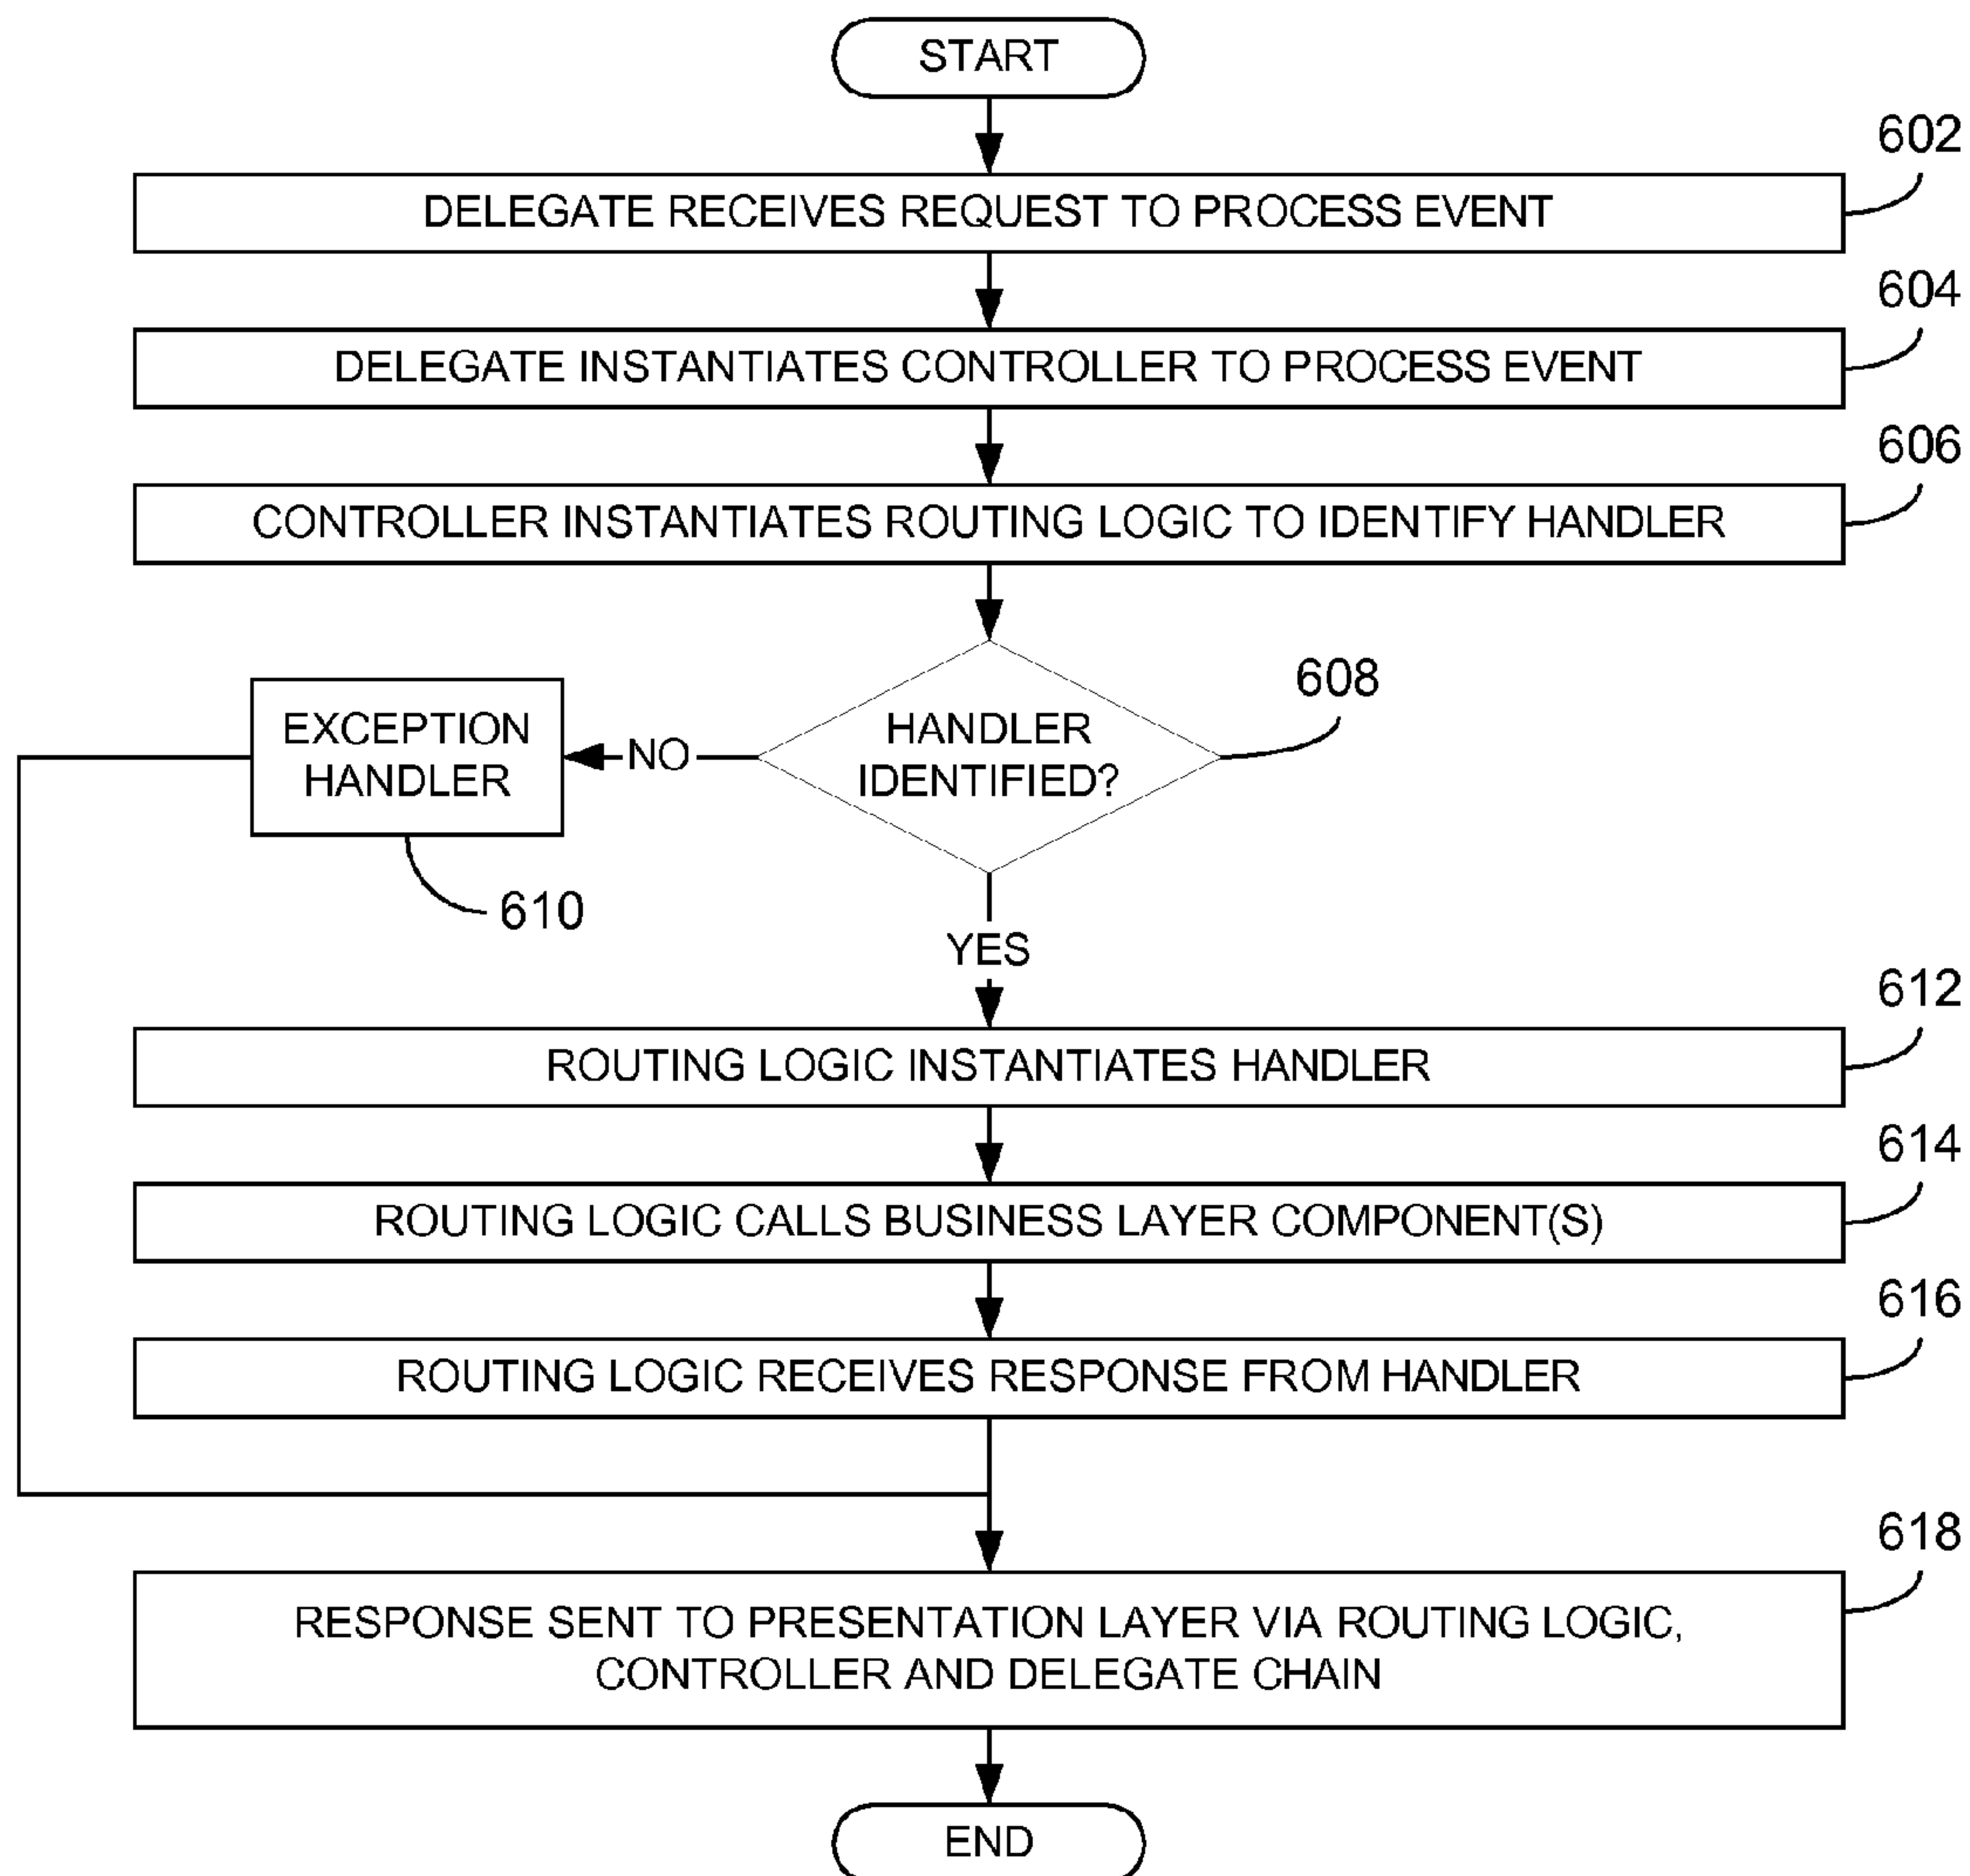 START
602
DELEGATE RECEIVES REQUEST TO PROCESS EVENT
604
DELEGATE INSTANTIATES CONTROLLER TO PROCESS EVENT
606
CONTROLLER INSTANTIATES ROUTING LOGIC TO IDENTIFY HANDLER
608
HANDLER
IDENTIFIED?
NO
EXCEPTION
HANDLER
610
YES
612
ROUTING LOGIC INSTANTIATES HANDLER
614
ROUTING LOGIC CALLS BUSINESS LAYER COMPONENT(S)
616
ROUTING LOGIC RECEIVES RESPONSE FROM HANDLER
618
RESPONSE SENT TO PRESENTATION LAYER VIA ROUTING LOGIC,
CONTROLLER AND DELEGATE CHAIN
END